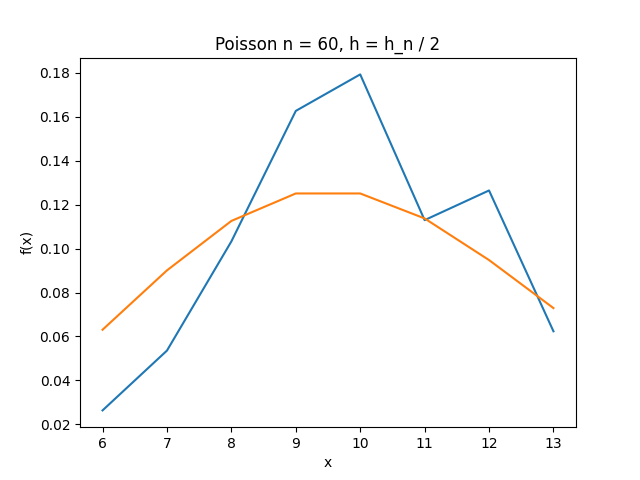 Poisson n = 60, h = h_n / 2
0.18
0.16
0.14
0.12
0.10
0.08
0.06
0.04
0.02
f(x)
6 7 8 9 10 11 12 13
x